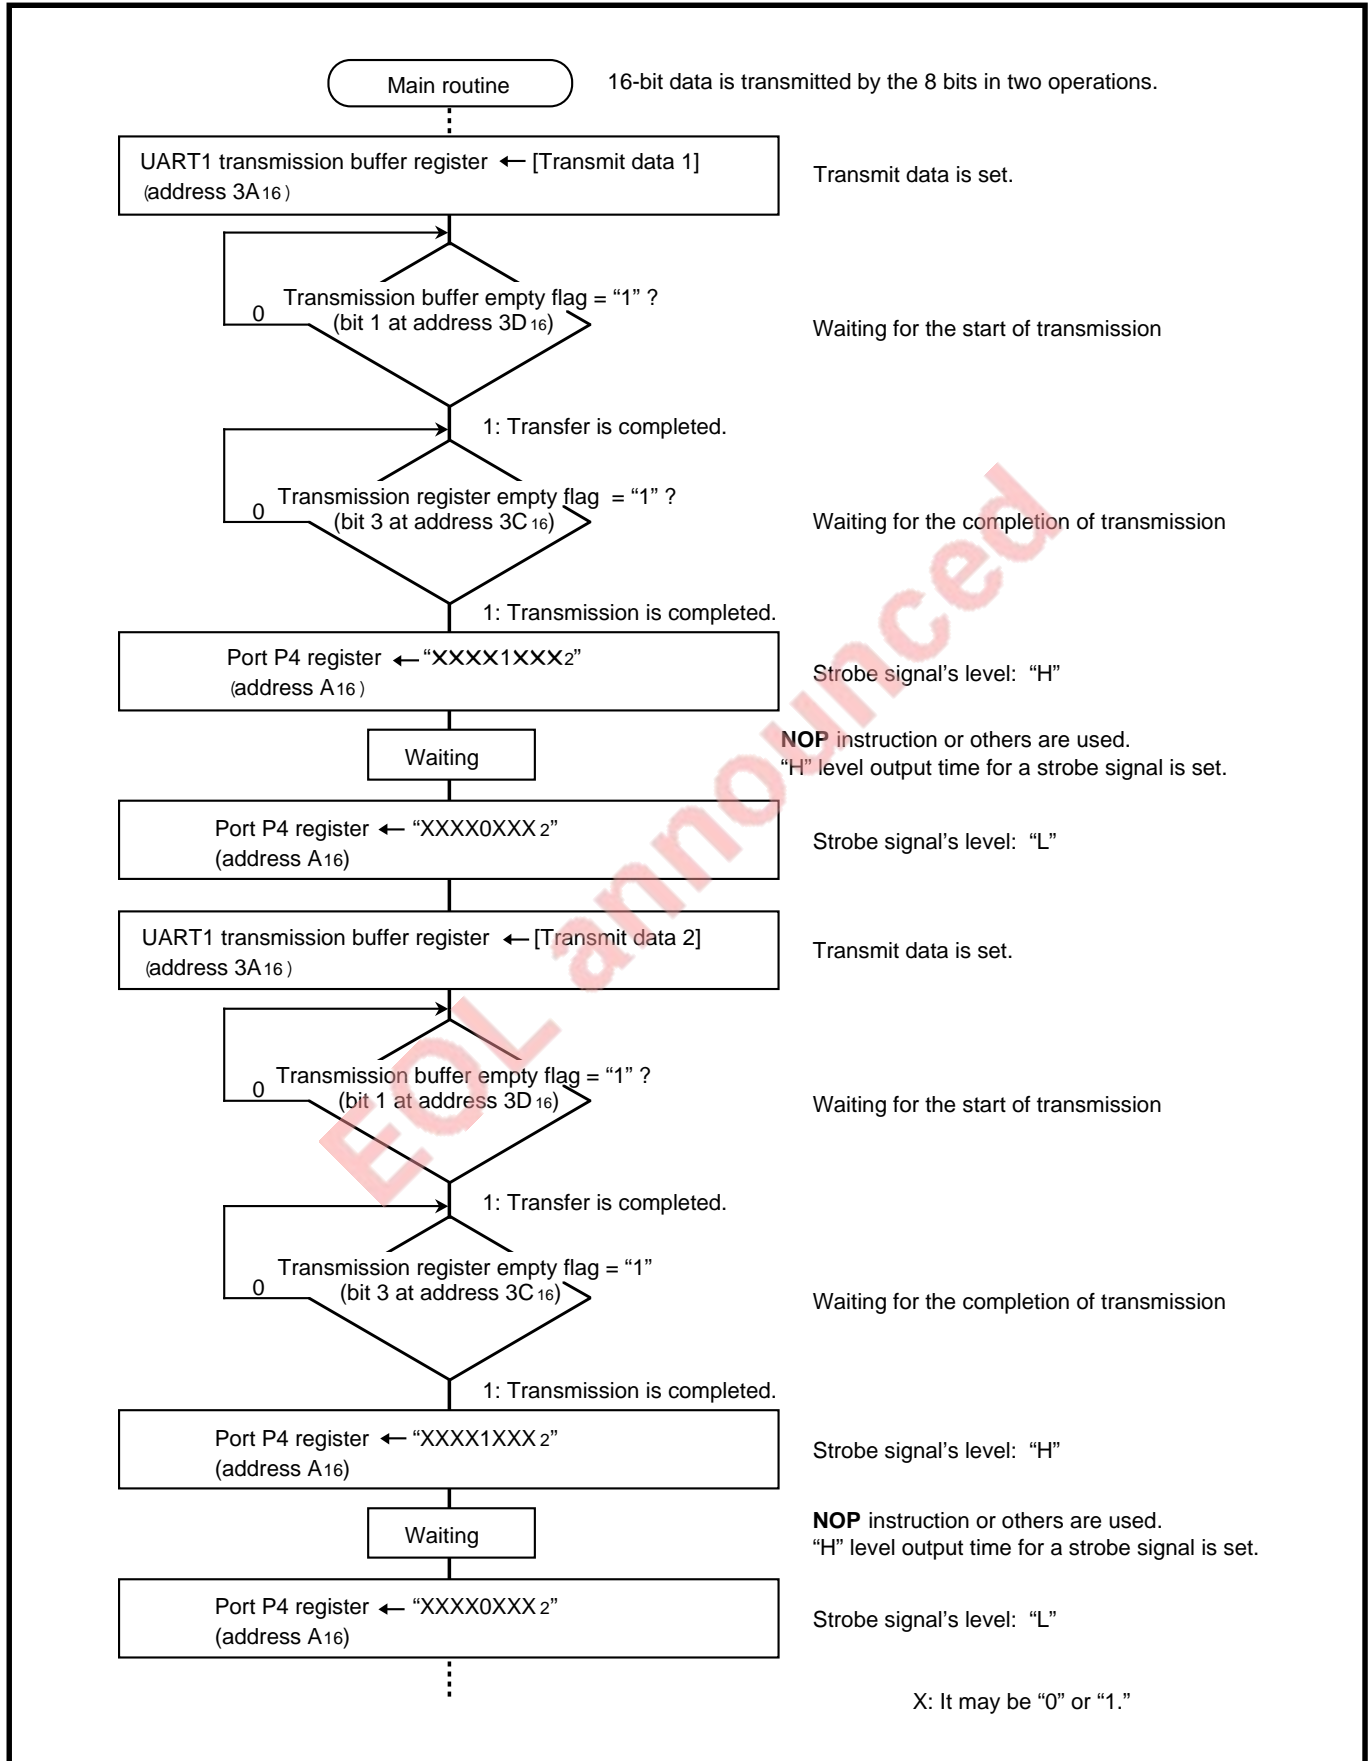 Main routine
16-bit data is transmitted by the 8 bits in two operations.
UART1 transmission buffer register ← [Transmit data 1]
(address 3A16)
Transmit data is set.
Transmission buffer empty flag = “1” ?
0
(bit 1 at address 3D16)
Waiting for the start of transmission
1: Transfer is completed.
Transmission register empty flag = “1” ?
0
(bit 3 at address 3C16)
Waiting for the completion of transmission
1: Transmission is completed.
Port P4 register ← “XXXX1XXX2”
(address A16)
Strobe signal’s level: “H”
Waiting
NOP instruction or others are used.
“H” level output time for a strobe signal is set.
Port P4 register ← “XXXX0XXX2”
(address A16)
Strobe signal’s level: “L”
UART1 transmission buffer register ← [Transmit data 2]
(address 3A16)
Transmit data is set.
Transmission buffer empty flag = “1” ?
0
(bit 1 at address 3D16)
Waiting for the start of transmission
1: Transfer is completed.
Transmission register empty flag = “1”
0
(bit 3 at address 3C16)
Waiting for the completion of transmission
1: Transmission is completed.
Port P4 register ← “XXXX1XXX2”
(address A16)
Strobe signal’s level: “H”
Waiting
NOP instruction or others are used.
“H” level output time for a strobe signal is set.
Port P4 register ← “XXXX0XXX2”
(address A16)
Strobe signal’s level: “L”
X: It may be “0” or “1.”
EOL announced